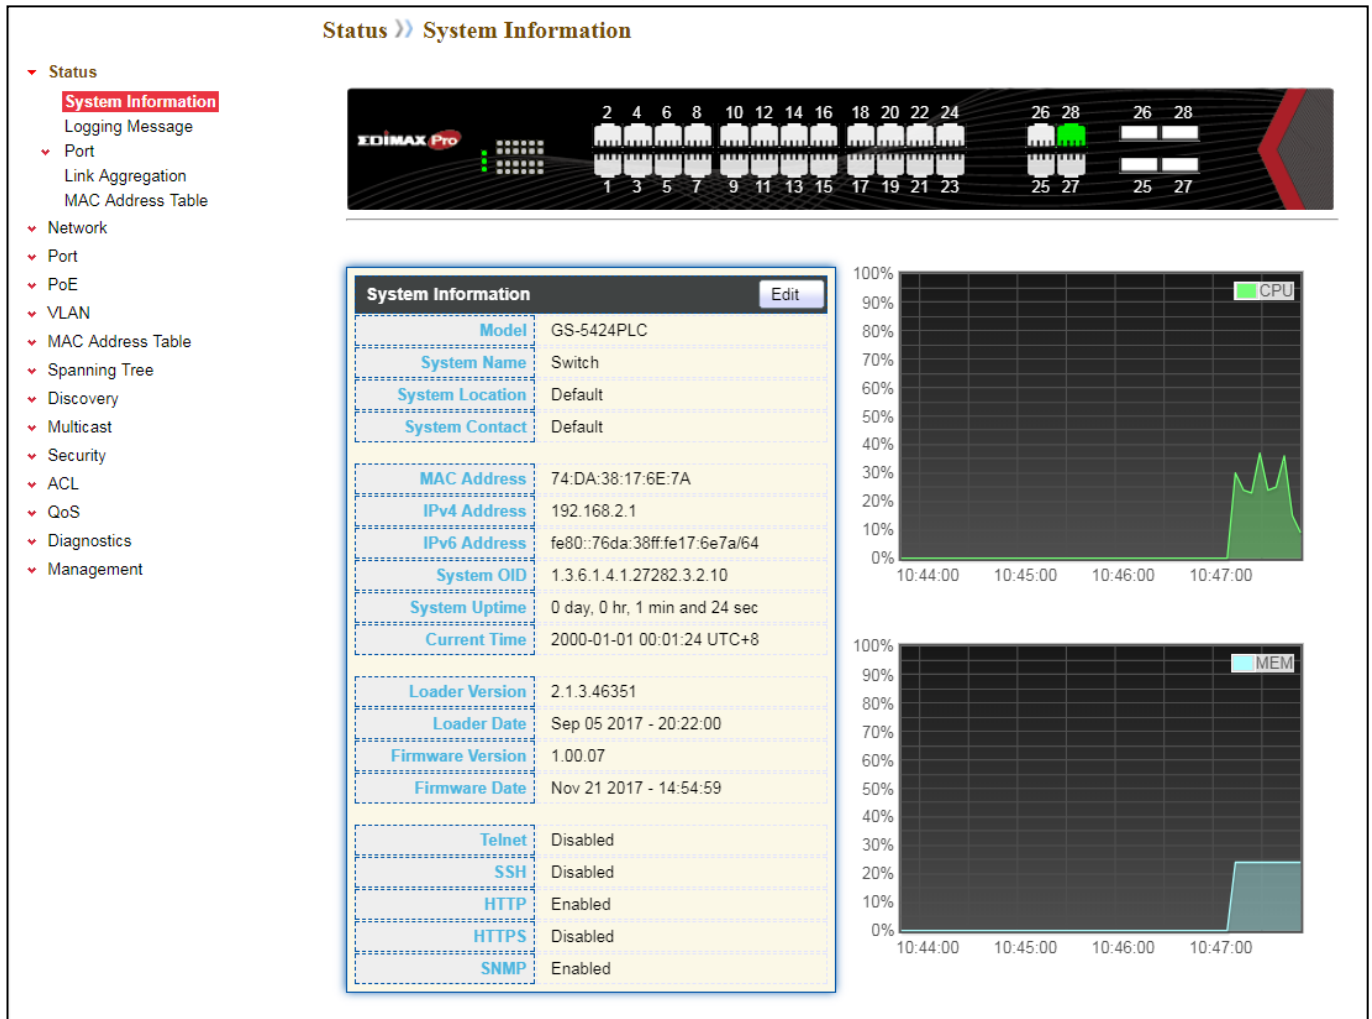 Status » System Information
Status
System Information
Logging Message
Port
Link Aggregation
MAC Address Table
Network
Port
PoE
VLAN
MAC Address Table
Spanning Tree
Discovery
Multicast
Security
ACL
QoS
Diagnostics
Management
EDIMAX Pro
2 4 6 8 10 12 14 16 18 20 22 24 26 28 26 28
1 3 5 7 9 11 13 15 17 19 21 23 25 27 25 27
System Information Edit
Model GS-5424PLC
System Name Switch
System Location Default
System Contact Default
MAC Address 74:DA:38:17:6E:7A
IPv4 Address 192.168.2.1
IPv6 Address fe80::76da:38ff:fe17:6e7a/64
System OID 1.3.6.1.4.1.27282.3.2.10
System Uptime 0 day, 0 hr, 1 min and 24 sec
Current Time 2000-01-01 00:01:24 UTC+8
Loader Version 2.1.3.46351
Loader Date Sep 05 2017 - 20:22:00
Firmware Version 1.00.07
Firmware Date Nov 21 2017 - 14:54:59
Telnet Disabled
SSH Disabled
HTTP Enabled
HTTPS Disabled
SNMP Enabled
100%
CPU
90%
80%
70%
60%
50%
40%
30%
20%
10%
0%
10:44:00 10:45:00 10:46:00 10:47:00
100%
MEM
90%
80%
70%
60%
50%
40%
30%
20%
10%
0%
10:44:00 10:45:00 10:46:00 10:47:00